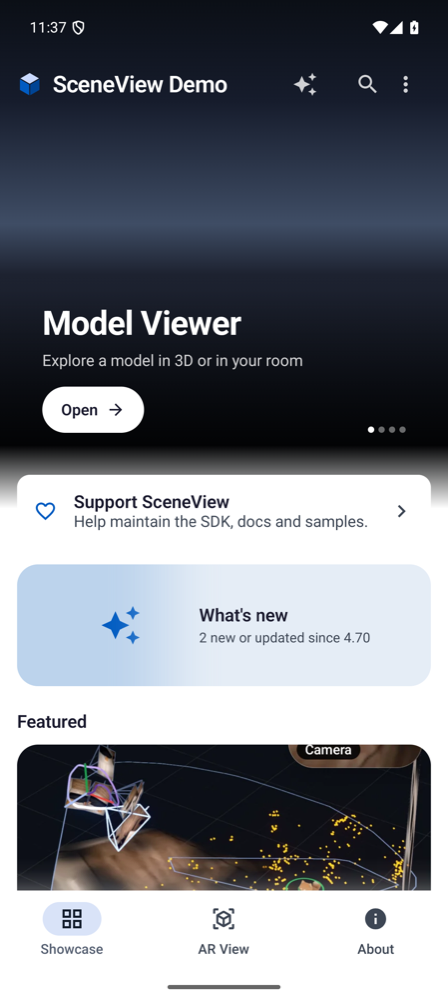 11:37
SceneView Demo
Model Viewer
Explore a model in 3D or in your room
Open
Support SceneView
Help maintain the SDK, docs and samples.
What's new
2 new or updated since 4.70
Featured
Camera
Showcase
AR View
About